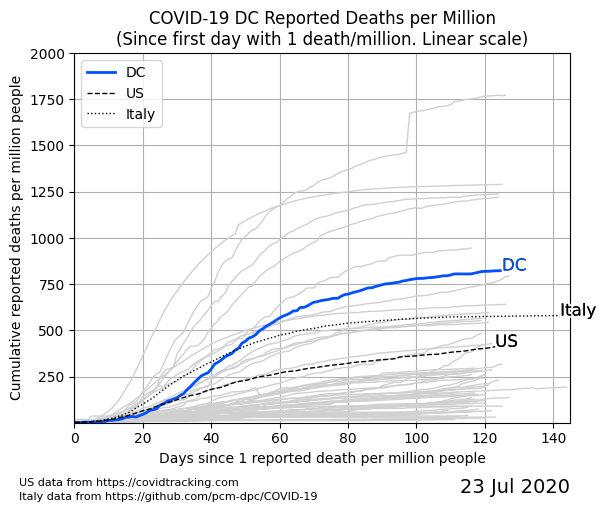 COVID-19 DC Reported Deaths per Million
(Since first day with 1 death/million. Linear scale)
Cumulative reported deaths per million people
2000
1750
1500
1250
1000
750
500
250
DC
US
Italy
DC
Italy
US
0
20
40
60
80
100
120
140
Days since 1 reported death per million people
US data from https://covidtracking.com
Italy data from https://github.com/pcm-dpc/COVID-19
23 Jul 2020